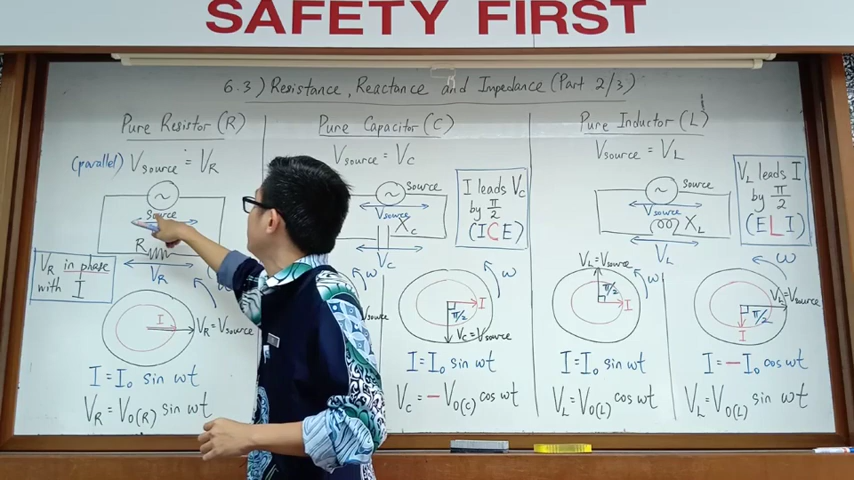 SAFETY FIRST
6.3) Resistance, Reactance and Impedance (Part 2/3)
Pure Resistor (R)
(parallel) Vsource = VR
source
R
VR
VR in phase
with I
I
VR = Vsource
I = I0 sin ωt
VR = V0(R) sin ωt
Pure Capacitor (C)
Vsource = VC
source
Vsource
XC
VC
I leads VC
by π/2
(ICE)
ω
ω
I
π/2
VC = Vsource
I = I0 sin ωt
VC = -V0(C) cos ωt
Pure Inductor (L)
Vsource = VL
source
Vsource
XL
VL
VL leads I
by π/2
(ELI)
VL = Vsource
ω
π/2
I
I = I0 sin ωt
VL = V0(L) cos ωt
ω
VL = Vsource
π/2
I
I = -I0 cos ωt
VL = V0(L) sin ωt